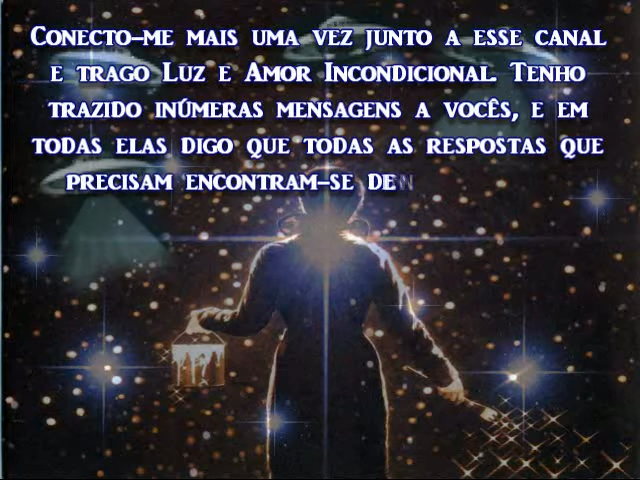 Conecto-me mais uma vez junto a esse canal
e trago Luz e Amor Incondicional. Tenho
trazido inúmeras mensagens a vocês, e em
todas elas digo que todas as respostas que
precisam encontram-se den